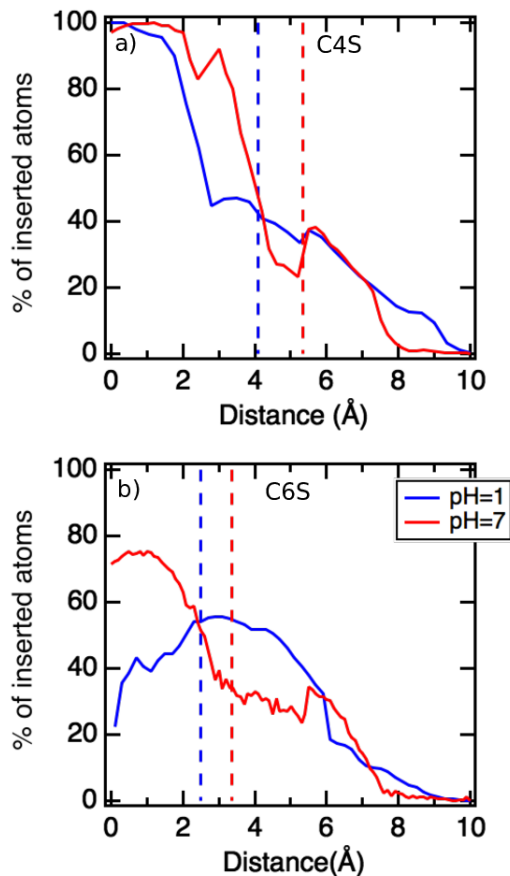 a)
C4S
% of inserted atoms
100
80
60
40
20
0
0 2 4 6 8 10
Distance (Å)
b)
C6S
pH=1
pH=7
% of inserted atoms
100
80
60
40
20
0
0 2 4 6 8 10
Distance(Å)